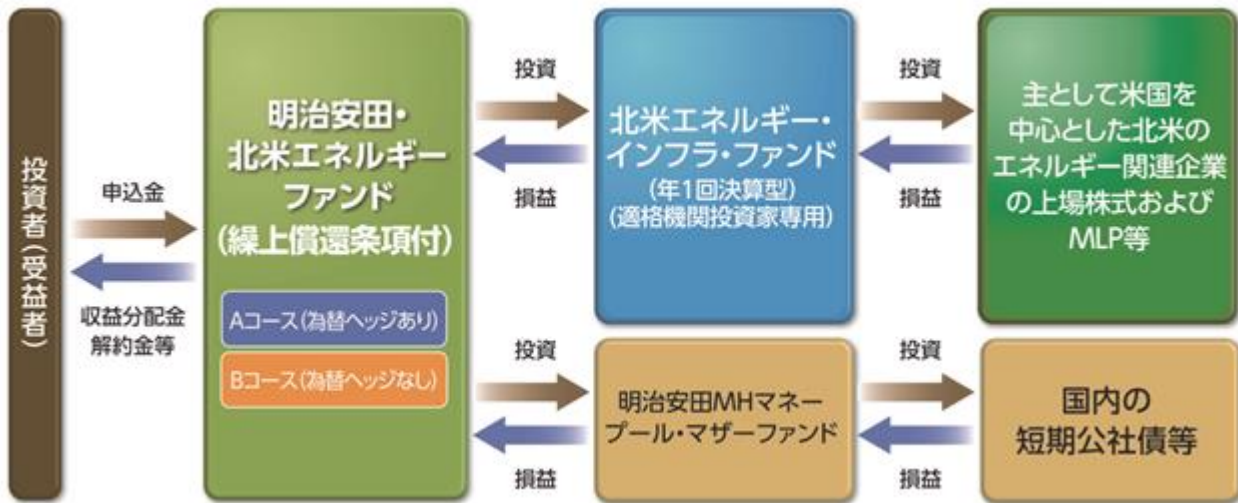 投資者(受益者)
申込金
収益分配金
解約金等
明治安田・
北米エネルギー
ファンド
(繰上償還条項付)
Aコース(為替ヘッジあり)
Bコース(為替ヘッジなし)
投資
損益
北米エネルギー・
インフラ・ファンド
(年1回決算型)
(適格機関投資家専用)
投資
損益
主として米国を
中心とした北米の
エネルギー関連企業
の上場株式および
MLP等
投資
損益
明治安田MHマネー
プール・マザーファンド
投資
損益
国内の
短期公社債等